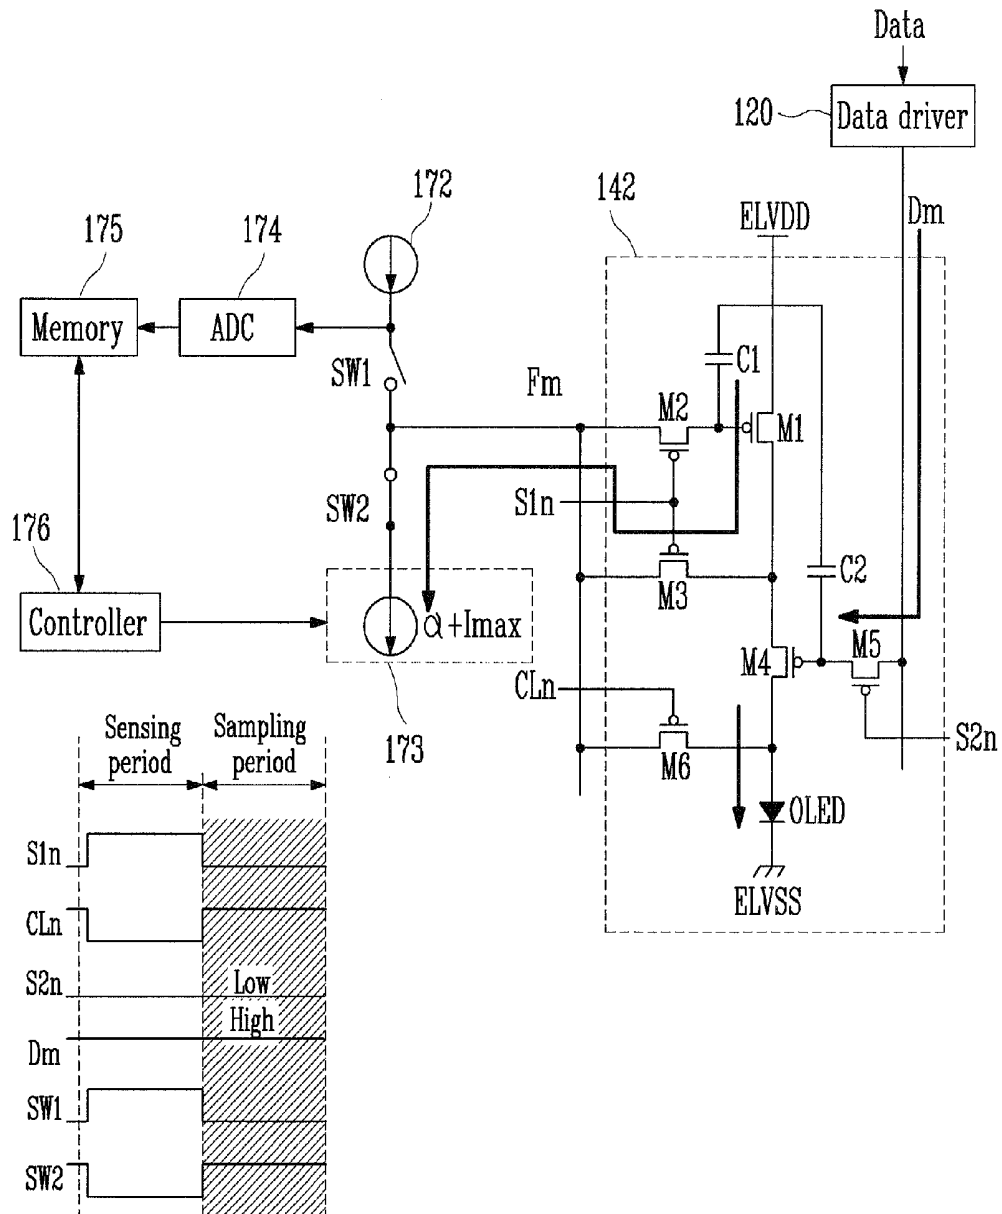 Data
120
Data driver
172
142
Dm
ELVDD
175
174
Memory
ADC
SW1
C1
Fm
M2
M1
S1n
SW2
176
C2
M3
Controller
α+Imax
M5
M4
CLn
S2n
173
M6
OLED
ELVSS
Sensing period
Sampling period
S1n
CLn
S2n
Low
High
Dm
SW1
SW2